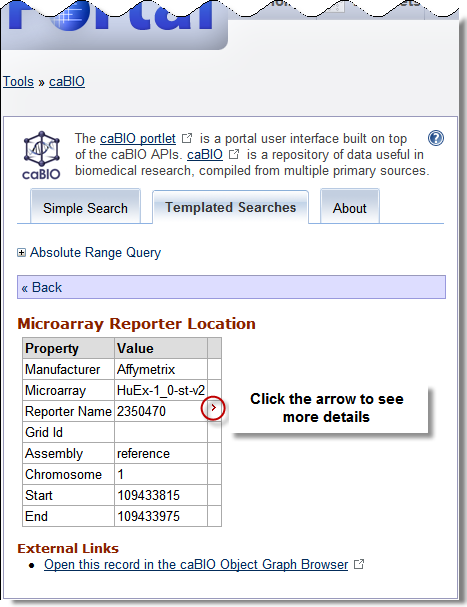 Portal
Tools » caBIO
caBIO
The caBIO portlet is a portal user interface built on top
of the caBIO APIs. caBIO is a repository of data useful in
biomedical research, compiled from multiple primary sources.
?
Simple Search Templated Searches About
Absolute Range Query
« Back
Microarray Reporter Location
Property Value
Manufacturer Affymetrix
Microarray HuEx-1_0-st-v2
Reporter Name 2350470 >
Grid Id
Assembly reference
Chromosome 1
Start 109433815
End 109433975
Click the arrow to see
more details
External Links
• Open this record in the caBIO Object Graph Browser